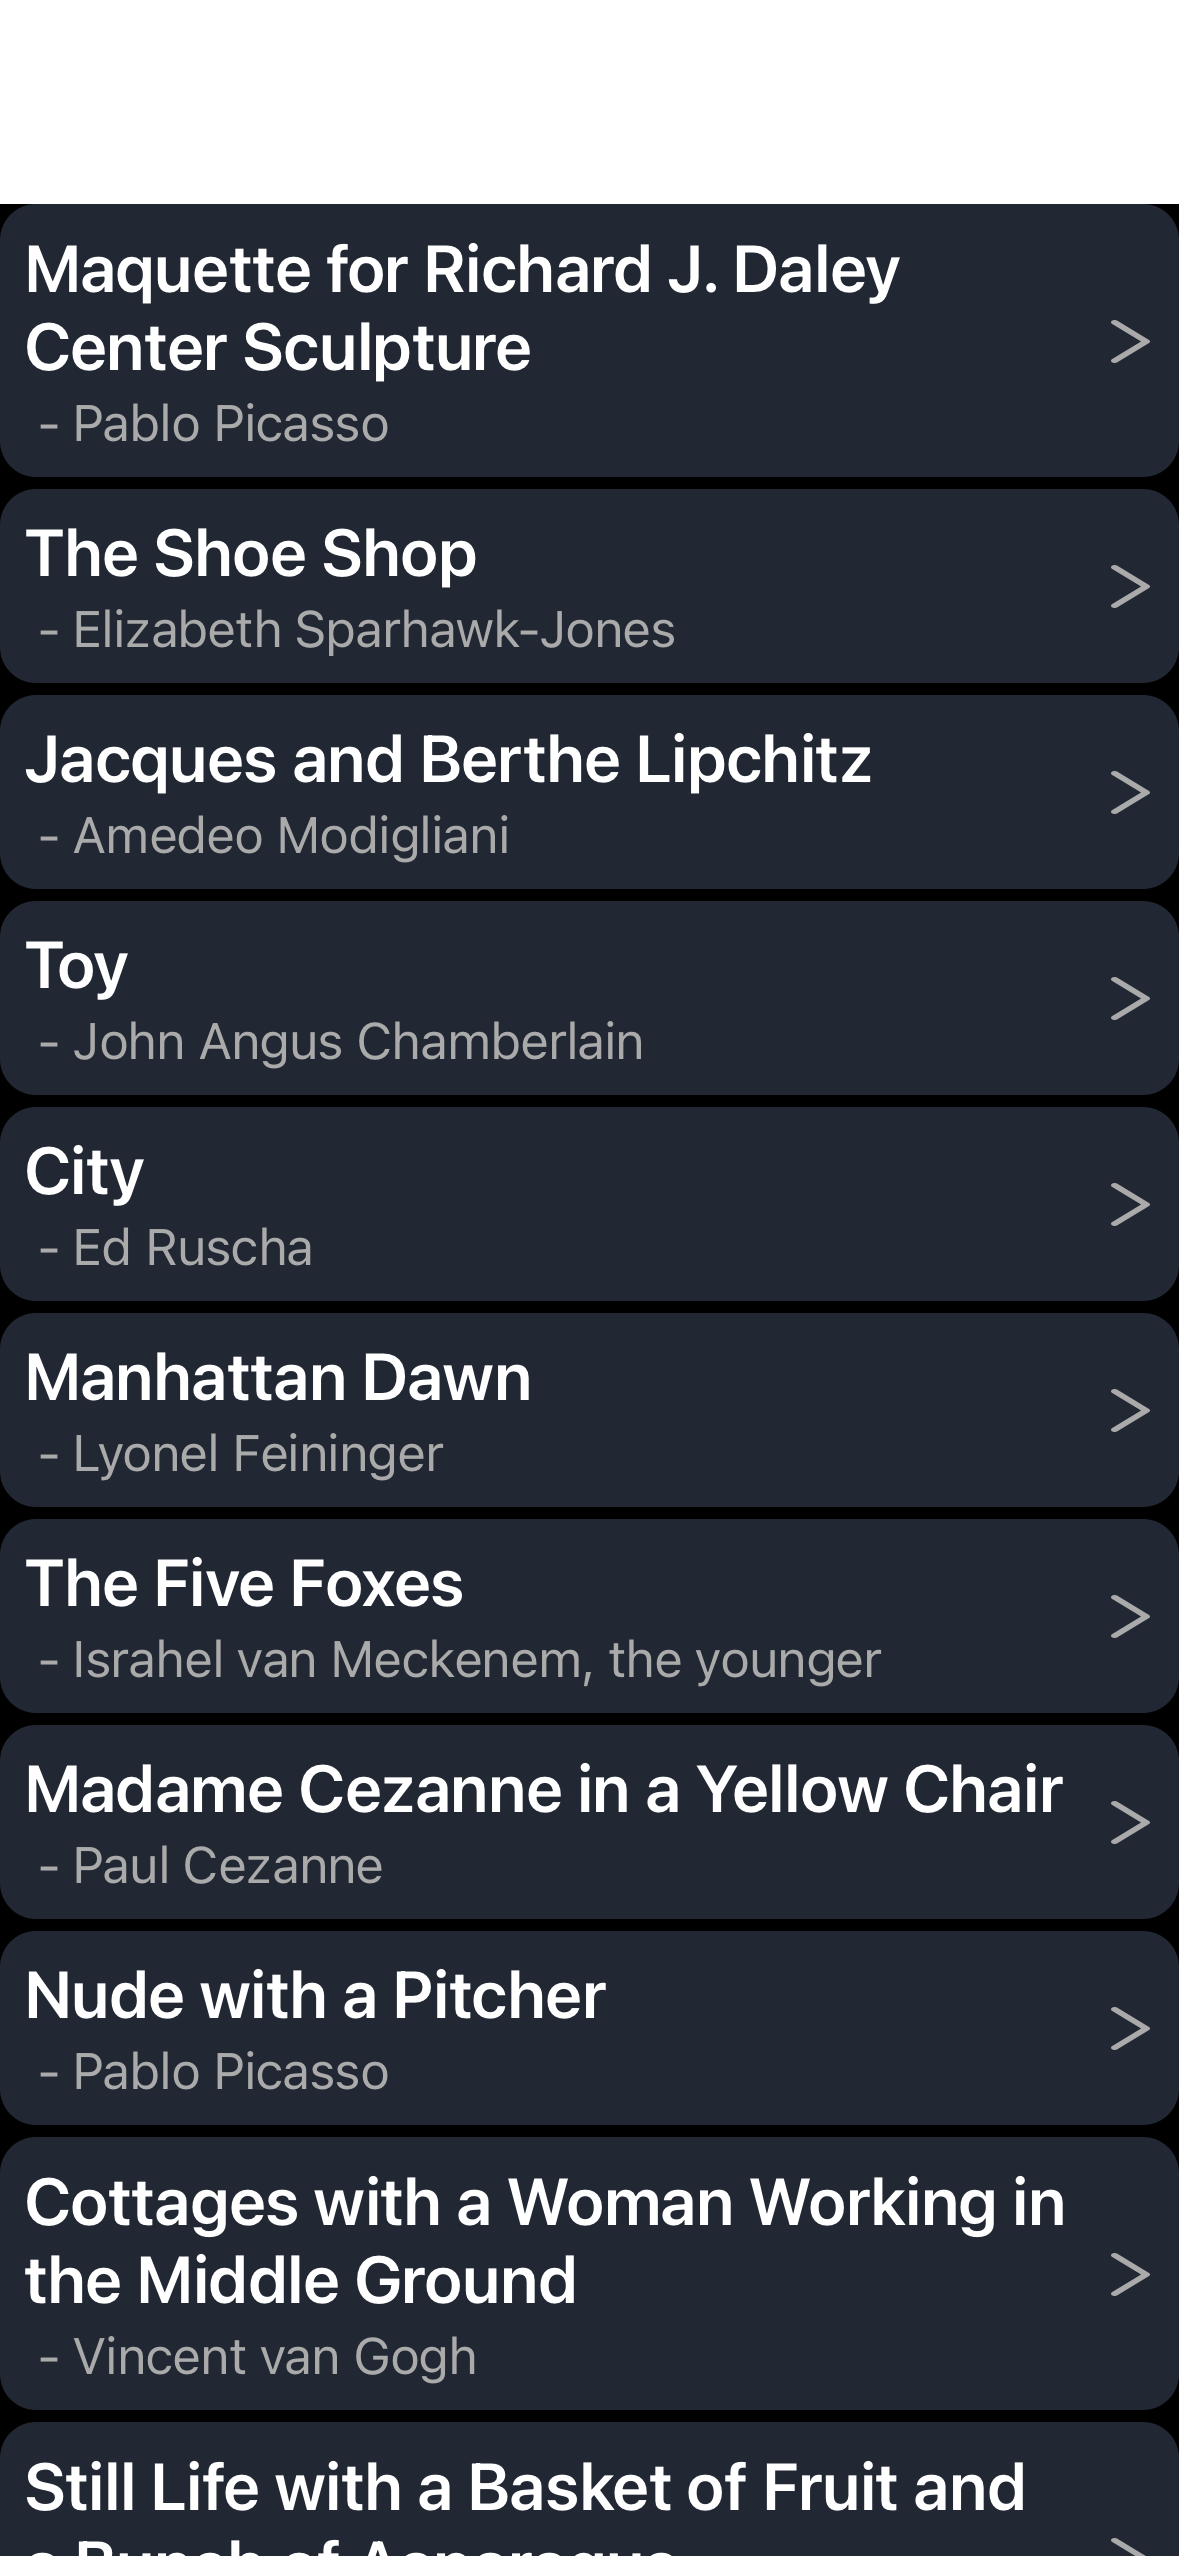 Maquette for Richard J. Daley
Center Sculpture
- Pablo Picasso
>
The Shoe Shop
- Elizabeth Sparhawk-Jones
>
Jacques and Berthe Lipchitz
- Amedeo Modigliani
>
Toy
- John Angus Chamberlain
>
City
- Ed Ruscha
>
Manhattan Dawn
- Lyonel Feininger
>
The Five Foxes
- Israhel van Meckenem, the younger
>
Madame Cezanne in a Yellow Chair
- Paul Cezanne
>
Nude with a Pitcher
- Pablo Picasso
>
Cottages with a Woman Working in
the Middle Ground
- Vincent van Gogh
>
Still Life with a Basket of Fruit and
a Bunch of Asparagus